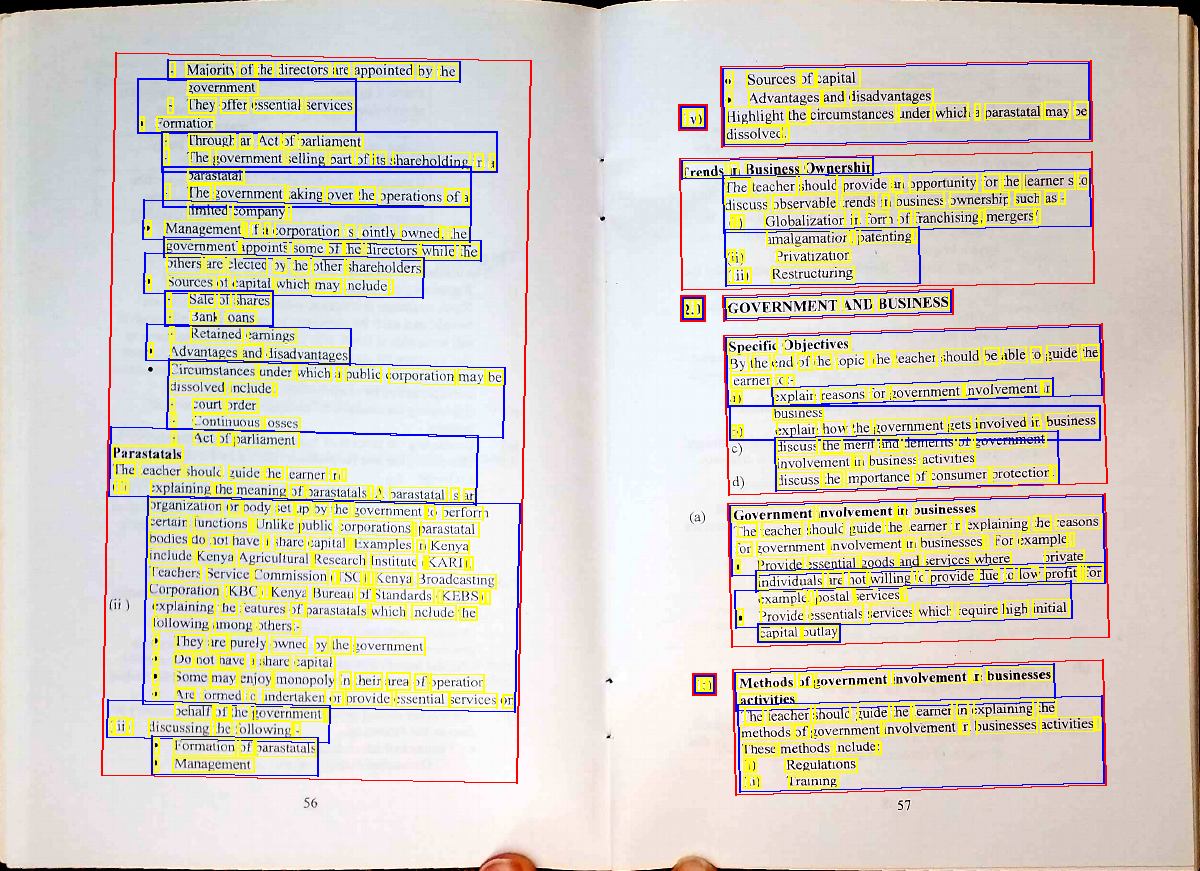 - Majority of the directors are appointed by the
government
- They offer essential services
• Formation
- Through an Act of parliament
- The government selling part of its shareholding in a
parastatal
- The government taking over the operations of a
limited company
• Management if a corporation is jointly owned, the
government appoints some of the directors while the
others are elected by the other shareholders
• Sources of capital which may include
- Sale of shares
- Bank loans
- Retained earnings
• Advantages and disadvantages
• Circumstances under which a public corporation may be
dissolved include;
- court order
- Continuous losses
- Act of parliament
Parastatals
The teacher should guide the learner in
(i) explaining the meaning of parastatals. A parastatal is an
organization or body set up by the government to perform
certain functions. Unlike public corporations, parastatal
bodies do not have a share capital. Examples in Kenya
include Kenya Agricultural Research Institute (KARI),
Teachers Service Commission (TSC), Kenya Broadcasting
Corporation (KBC), Kenya Bureau of Standards (KEBS).
(ii) explaining the features of parastatals which include the
following among others:-
• They are purely owned by the government
• Do not have a share capital
• Some may enjoy monopoly in their area of operation
• Are formed to undertake or provide essential services on
behalf of the government
(iii) discussing the following:-
• Formation of parastatals
• Management
56
• Sources of capital
• Advantages and disadvantages
(iv) Highlight the circumstances under which a parastatal may be
dissolved.
Trends in Business Ownership
The teacher should provide an opportunity for the learner s to
discuss observable trends in business ownership such as:-
(i) Globalization in form of franchising, mergers/
amalgamation, patenting
(ii) Privatization
(iii) Restructuring
2.) GOVERNMENT AND BUSINESS
Specific Objectives
By the end of the topic, the teacher should be able to guide the
learner to:-
a) explain reasons for government involvement in
business
b) explain how the government gets involved in business
c) discuss the merit and demerits of government
involvement in business activities
d) discuss the importance of consumer protection.
(a) Government involvement in businesses
The teacher should guide the learner in explaining the reasons
for government involvement in businesses. For example
• Provide essential goods and services where private
individuals are not willing to provide due to low profit for
example, postal services
• Provide essentials services which require high initial
capital outlay
Methods of government involvement in businesses
activities
The teacher should guide the learner in explaining the
methods of government involvement in businesses activities.
These methods include:
i) Regulations
ii) Training
57